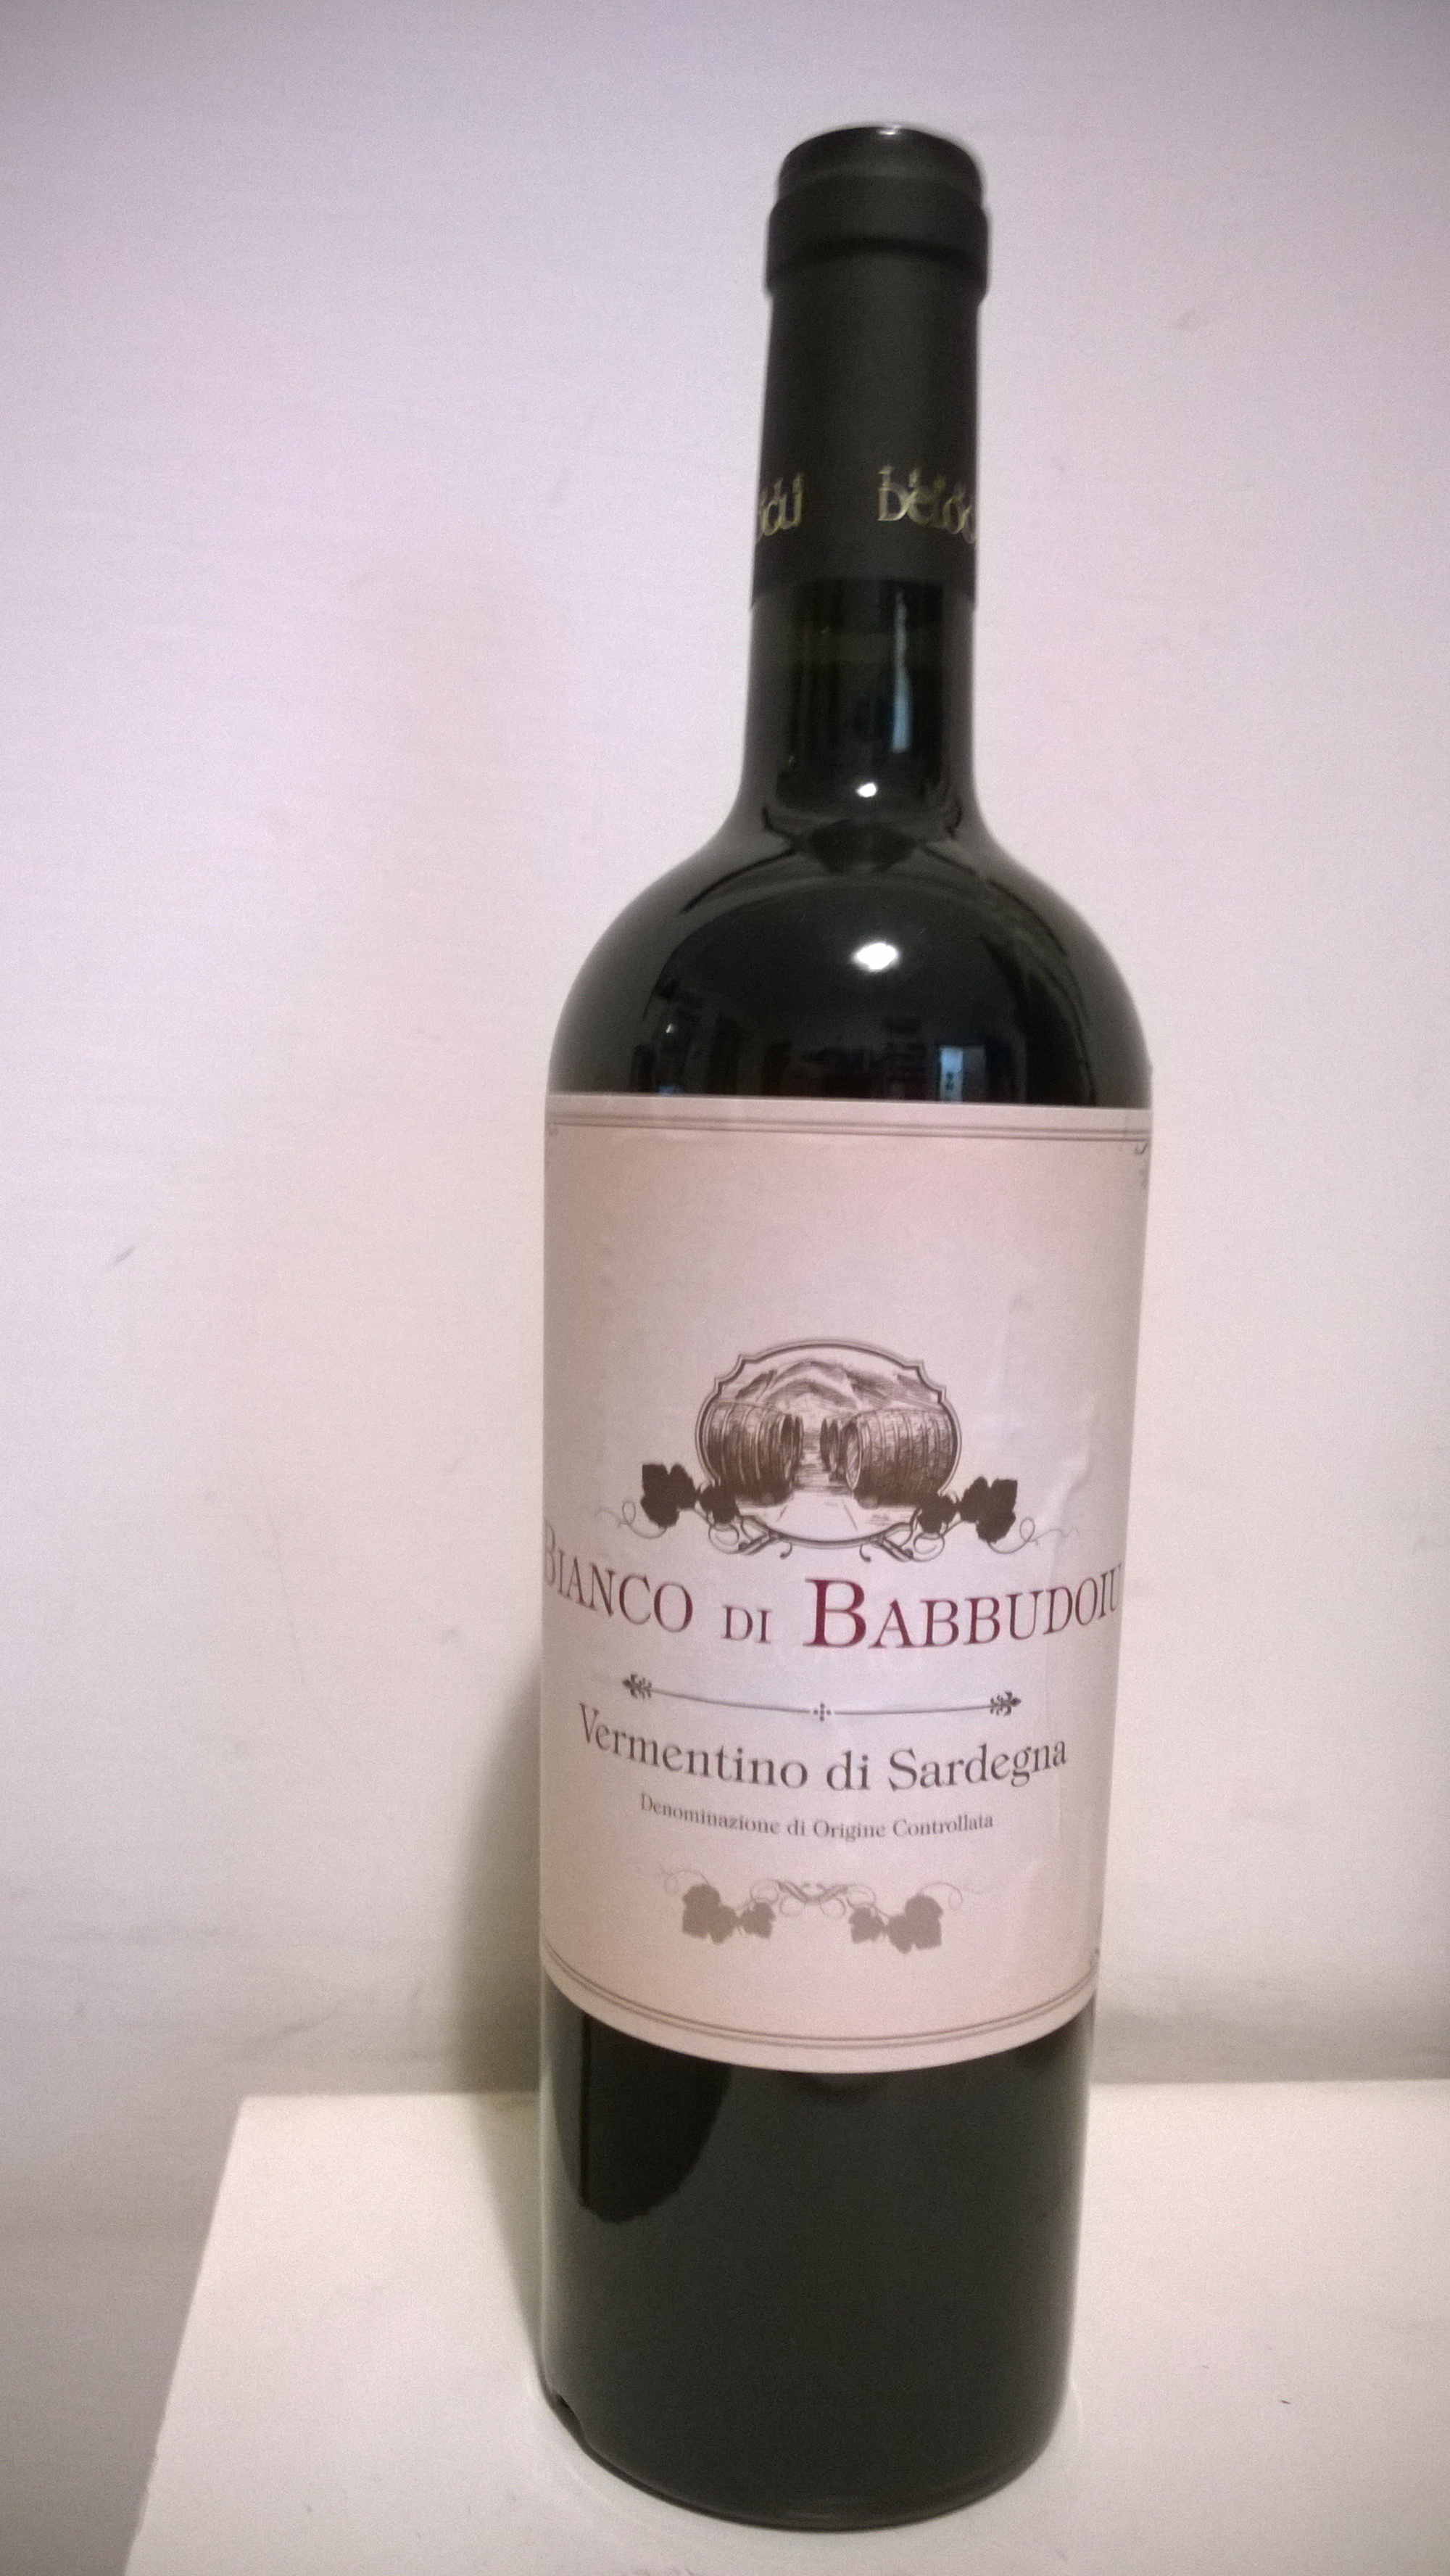 BIANCO DI BABBUDOIU
Vermentino di Sardegna
Denominazione di Origine Controllata